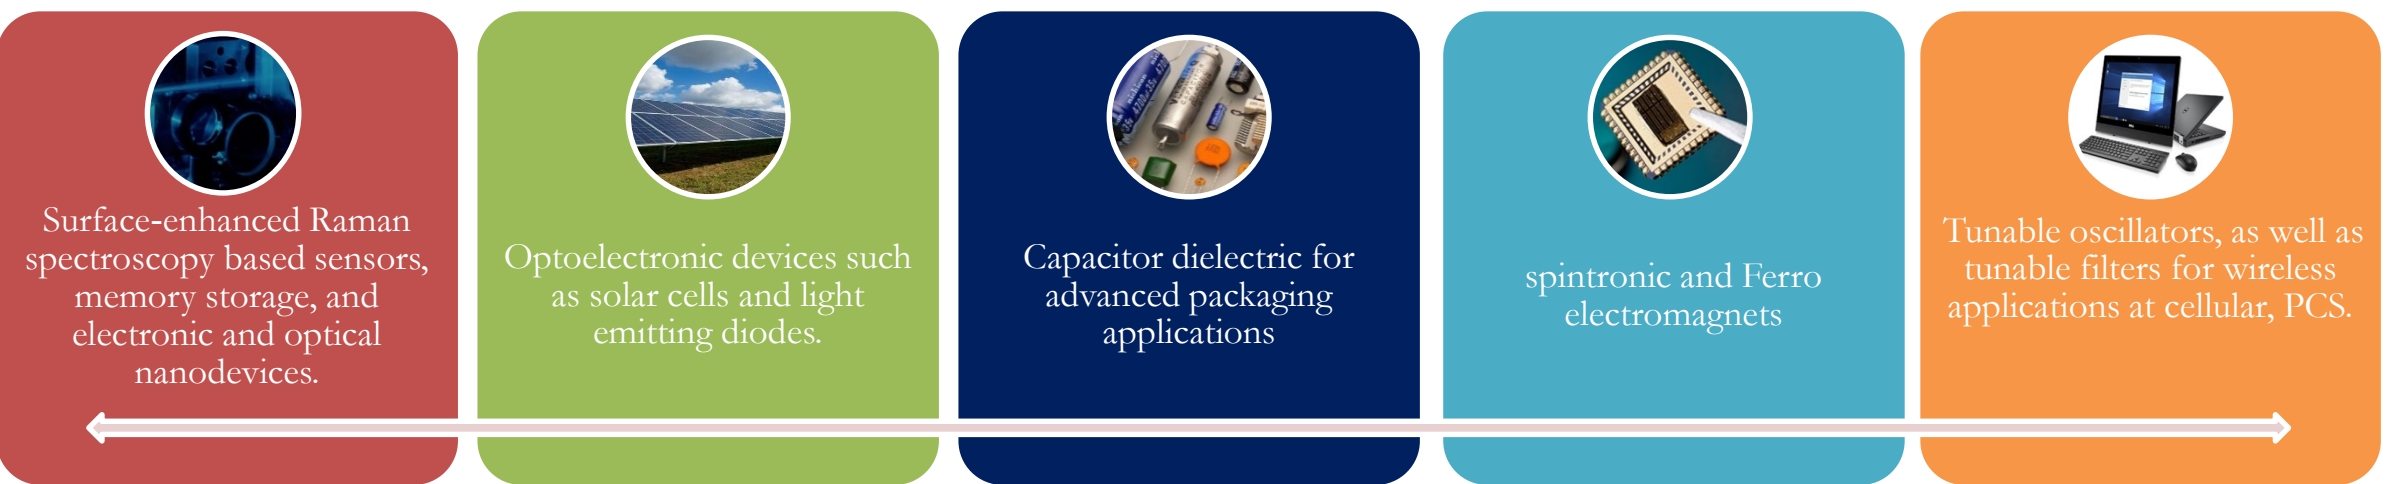 Surface-enhanced Raman
spectroscopy based sensors,
memory storage, and
electronic and optical
nanodevices.
Optoelectronic devices such
as solar cells and light
emitting diodes.
Capacitor dielectric for
advanced packaging
applications
spintronic and Ferro
electromagnets
Tunable oscillators, as well as
tunable filters for wireless
applications at cellular, PCS.